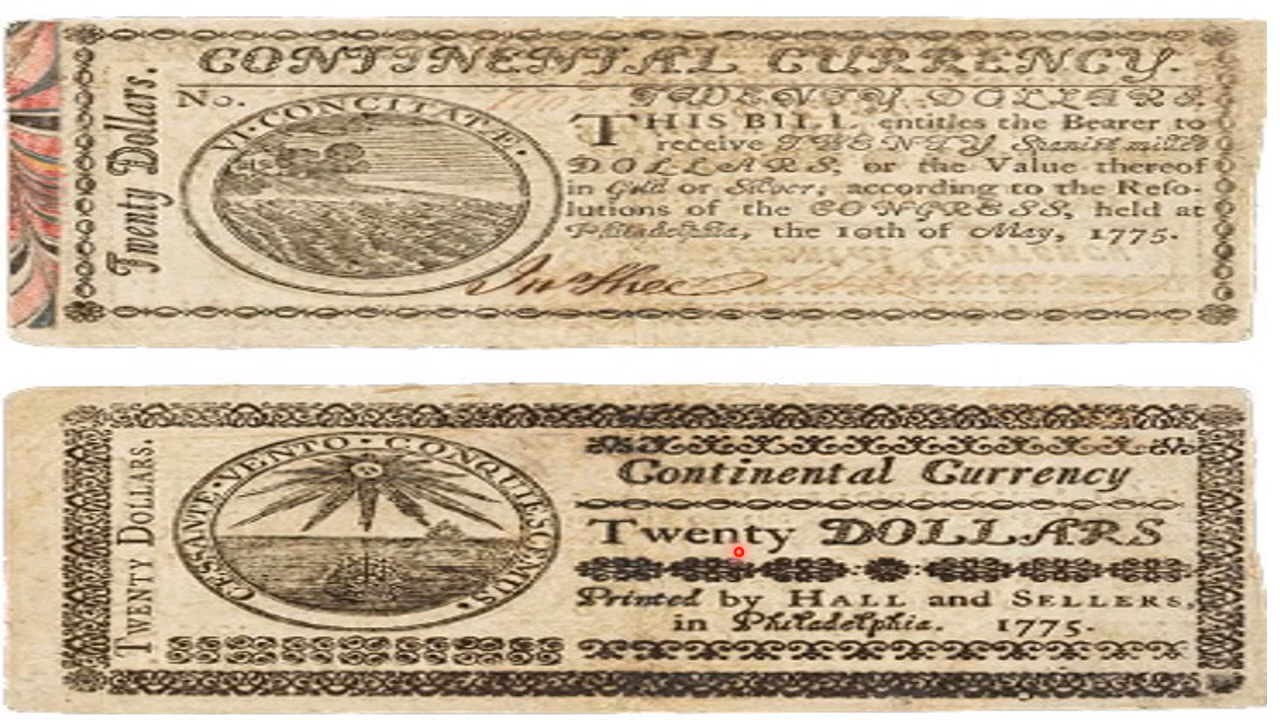 CONTINENTAL CURRENCY.
Twenty Dollars.
No.
VI·CONCITATÆ.
TWENTY DOLLARS.
THIS BILL entitles the Bearer to
receive TWENTY Spanish milled
DOLLARS, or the Value thereof
in Gold or Silver, according to the Reso-
lutions of the CONGRESS, held at
Philadelphia, the 10th of May, 1775.
TWENTY DOLLARS.
CESSANTE·VENTO·CONQUIESCEMUS.
Continental Currency
Twenty DOLLARS
Printed by HALL and SELLERS,
in Philadelphia. 1775.